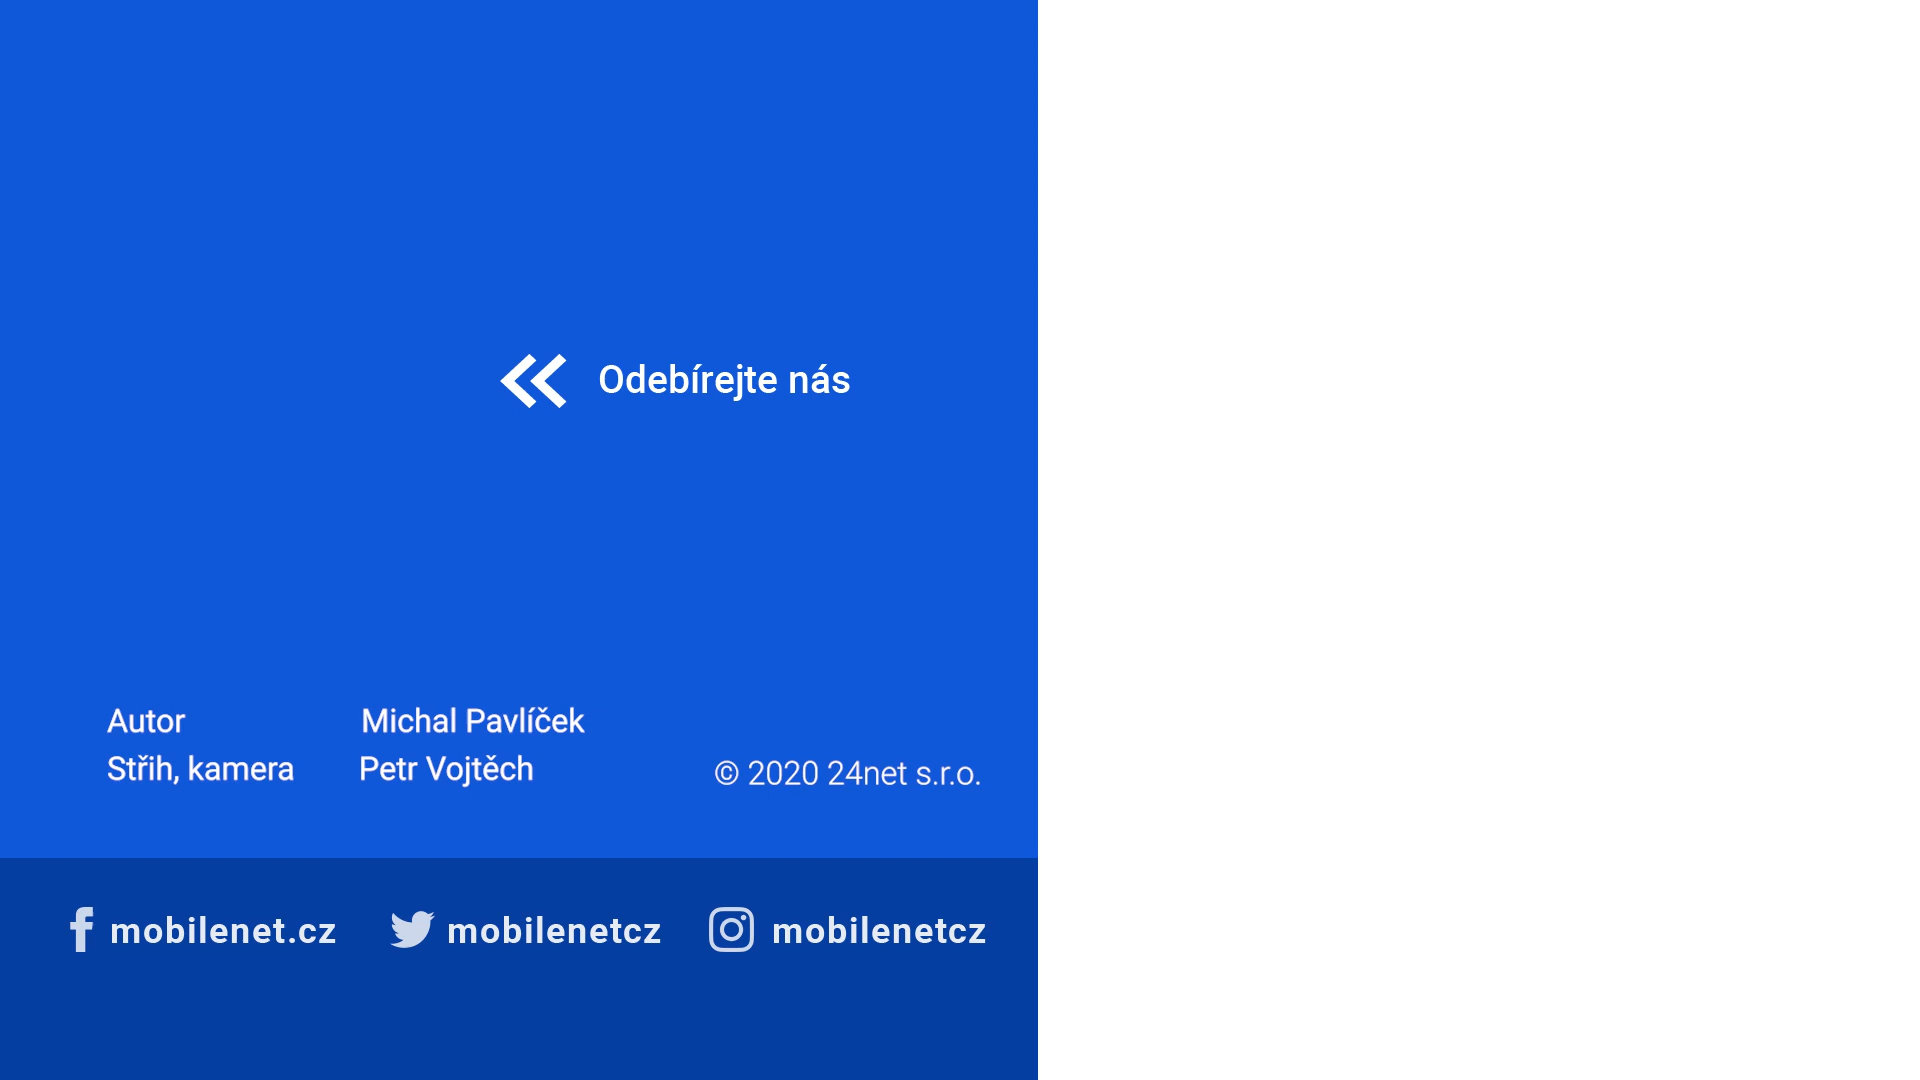 Odebírejte nás
Autor Michal Pavlíček
Střih, kamera Petr Vojtěch
© 2020 24net s.r.o.
mobilenet.cz mobilenetcz mobilenetcz